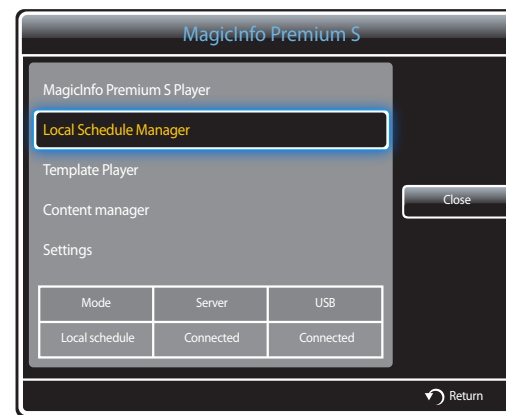 MagicInfo Premium S
MagicInfo Premium S Player
Local Schedule Manager
Template Player
Content manager
Close
Settings
Mode Server USB
Local schedule Connected Connected
Return